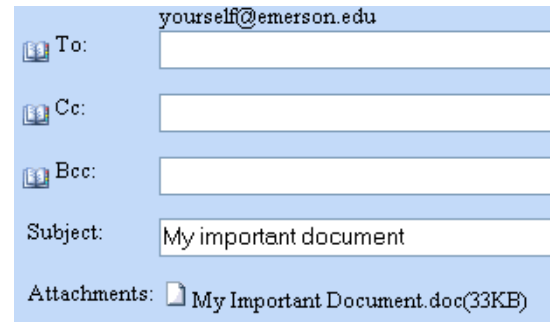 yourself@emerson.edu
To:
Cc:
Bcc:
Subject: My important document
Attachments: My Important Document.doc(33KB)